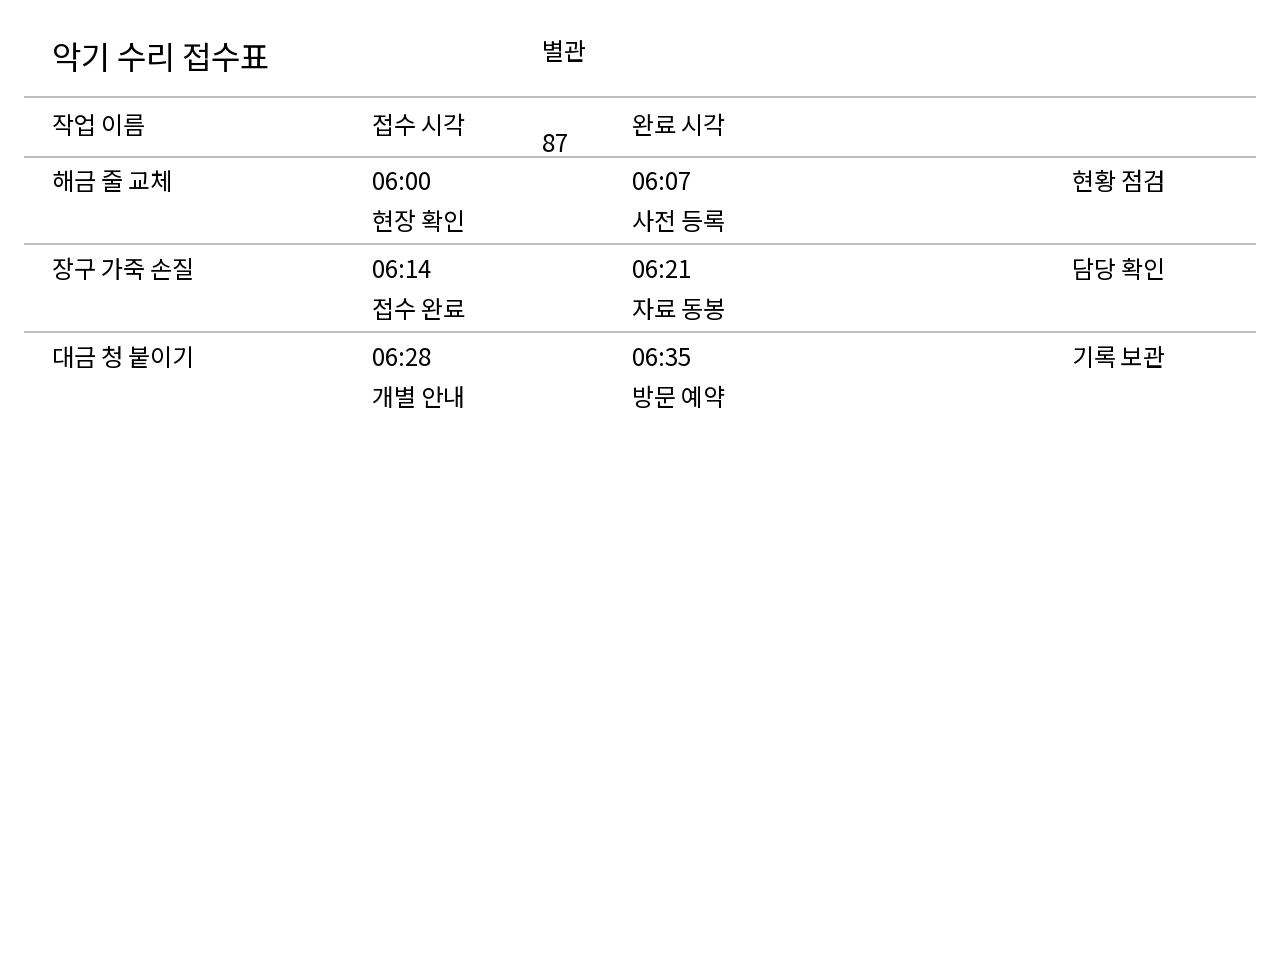 악기 수리 접수표
별관
작업 이름 접수 시각 완료 시각
87
해금 줄 교체 06:00 06:07 현황 점검
현장 확인 사전 등록
장구 가죽 손질 06:14 06:21 담당 확인
접수 완료 자료 동봉
대금 청 붙이기 06:28 06:35 기록 보관
개별 안내 방문 예약